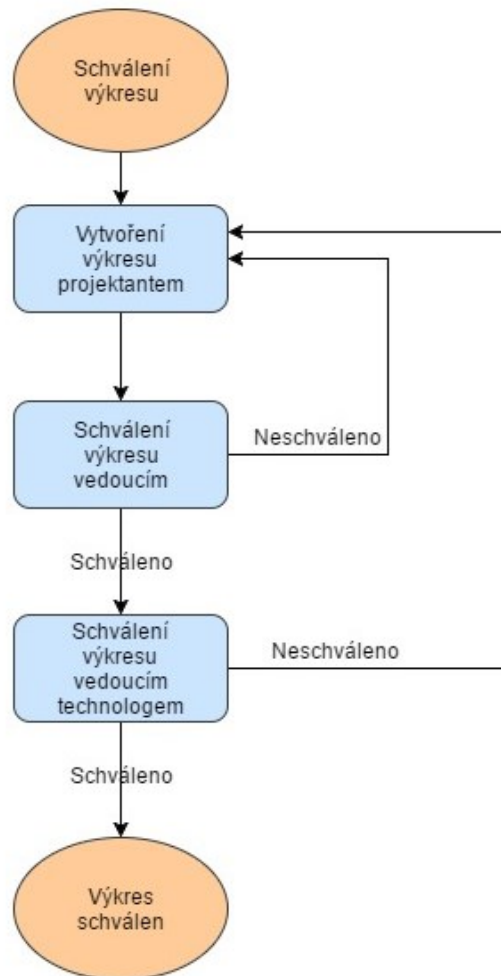 Schválení
výkresu
Vytvoření
výkresu
projektantem
Schválení
výkresu
vedoucím
Neschváleno
Schváleno
Schválení
výkresu
vedoucím
technologem
Neschváleno
Schváleno
Výkres
schválen